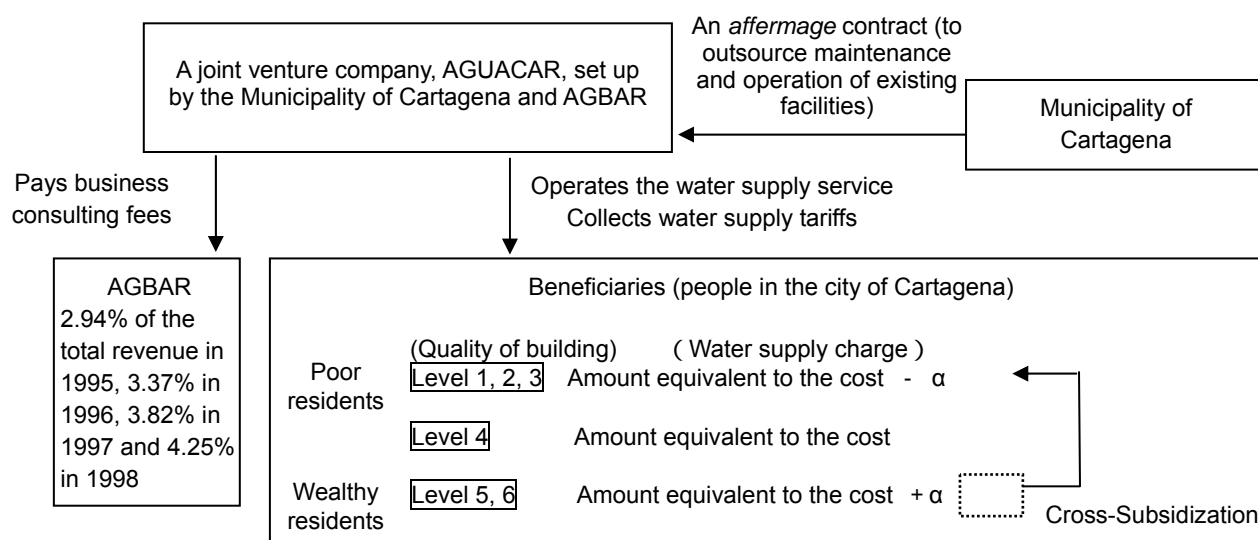 An affermage contract (to
outsource maintenance
and operation of existing
facilities)
A joint venture company, AGUACAR, set up
by the Municipality of Cartagena and AGBAR
Municipality of
Cartagena
Pays business
consulting fees
Operates the water supply service
Collects water supply tariffs
AGBAR
2.94% of the
total revenue in
1995, 3.37% in
1996, 3.82% in
1997 and 4.25%
in 1998
Beneficiaries (people in the city of Cartagena)
(Quality of building) ( Water supply charge )
Poor
residents
Level 1, 2, 3 Amount equivalent to the cost - α
Level 4 Amount equivalent to the cost
Wealthy
residents
Level 5, 6 Amount equivalent to the cost + α
Cross-Subsidization